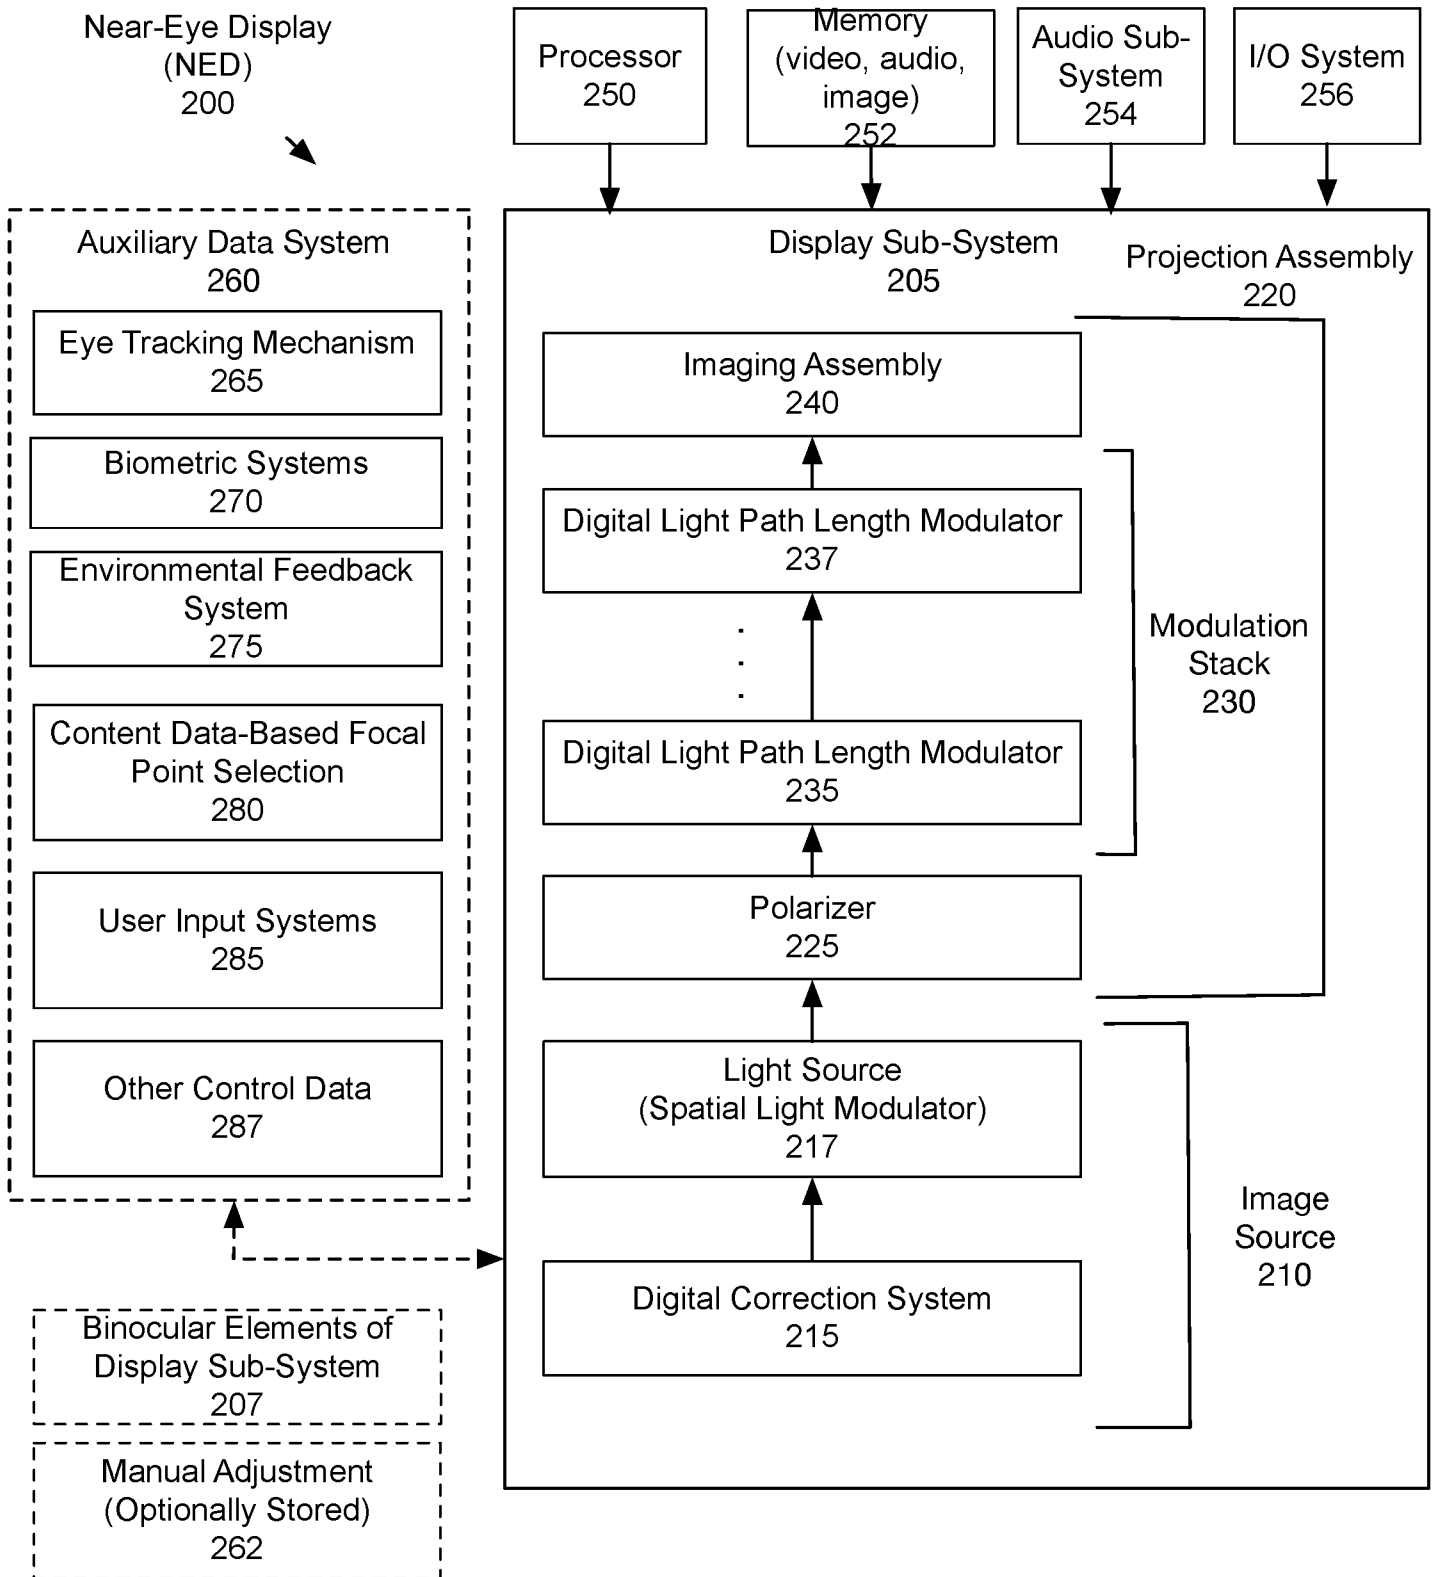 Near-Eye Display
(NED)
200
Processor
250
Memory
(video, audio,
image)
252
Audio Sub-
System
254
I/O System
256
Auxiliary Data System
260
Eye Tracking Mechanism
265
Biometric Systems
270
Environmental Feedback
System
275
Content Data-Based Focal
Point Selection
280
User Input Systems
285
Other Control Data
287
Binocular Elements of
Display Sub-System
207
Manual Adjustment
(Optionally Stored)
262
Display Sub-System
205
Projection Assembly
220
Imaging Assembly
240
Digital Light Path Length Modulator
237
.
.
.
Digital Light Path Length Modulator
235
Modulation
Stack
230
Polarizer
225
Light Source
(Spatial Light Modulator)
217
Digital Correction System
215
Image
Source
210